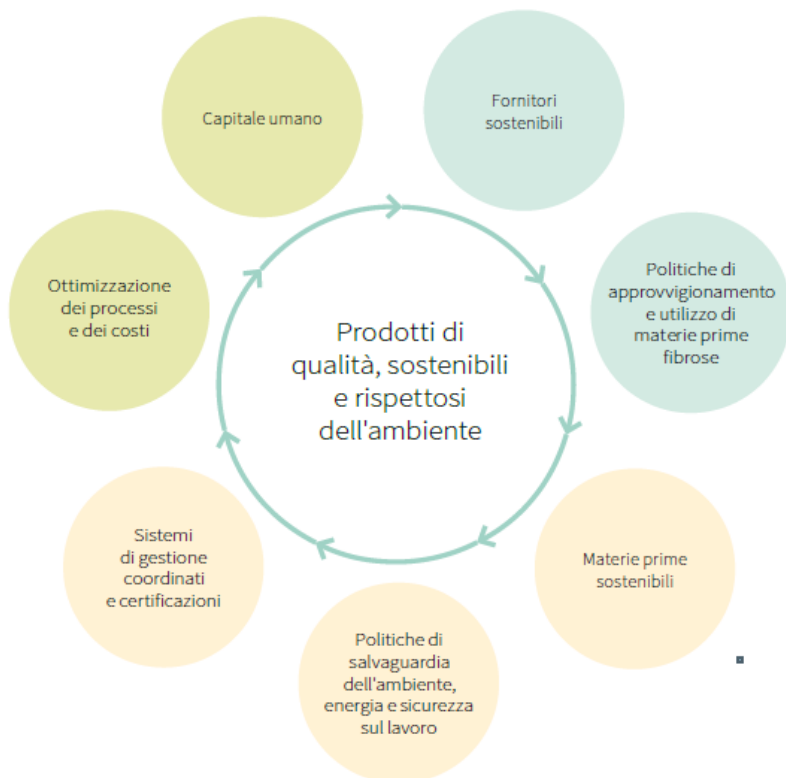 Capitale umano
Fornitori
sostenibili
Politiche di
approvvigionamento
e utilizzo di
materie prime
fibrose
Materie prime
sostenibili
Politiche di
salvaguardia
dell'ambiente,
energia e sicurezza
sul lavoro
Sistemi
di gestione
coordinati
e certificazioni
Ottimizzazione
dei processi
e dei costi
Prodotti di
qualità, sostenibili
e rispettosi
dell'ambiente